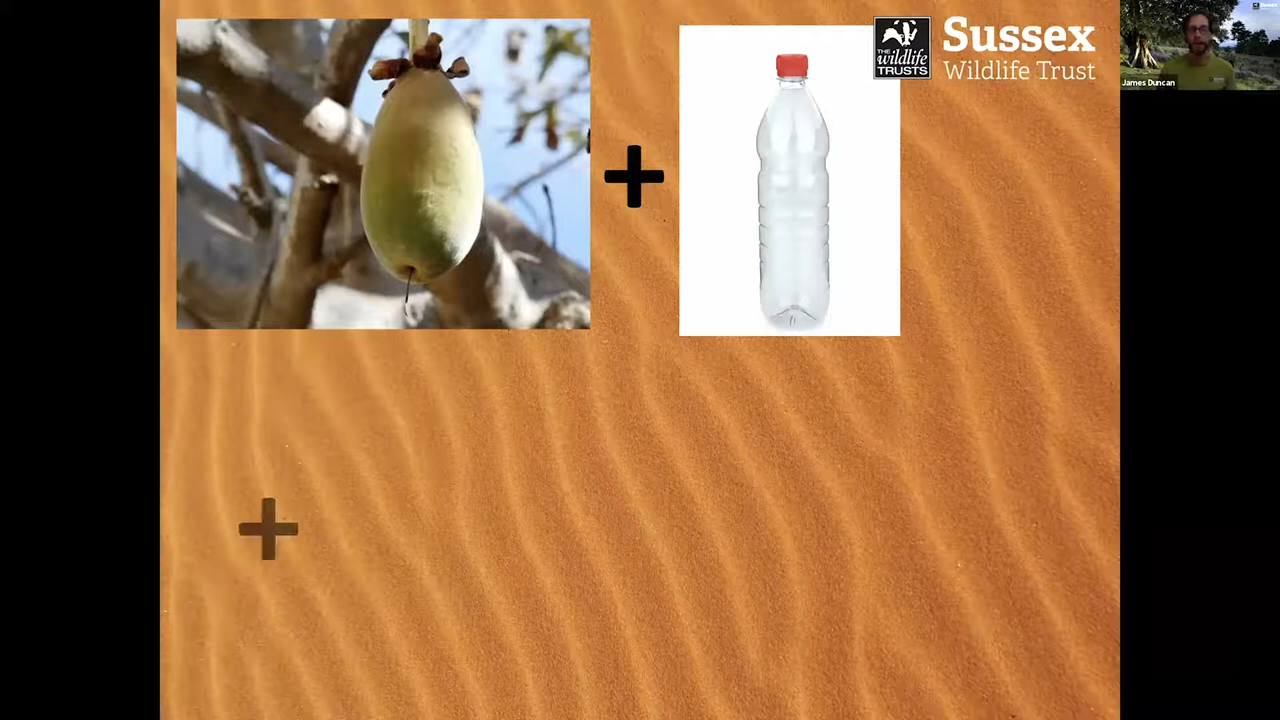 THE
wildlife
TRUSTS
Sussex
Wildlife Trust
James Duncan